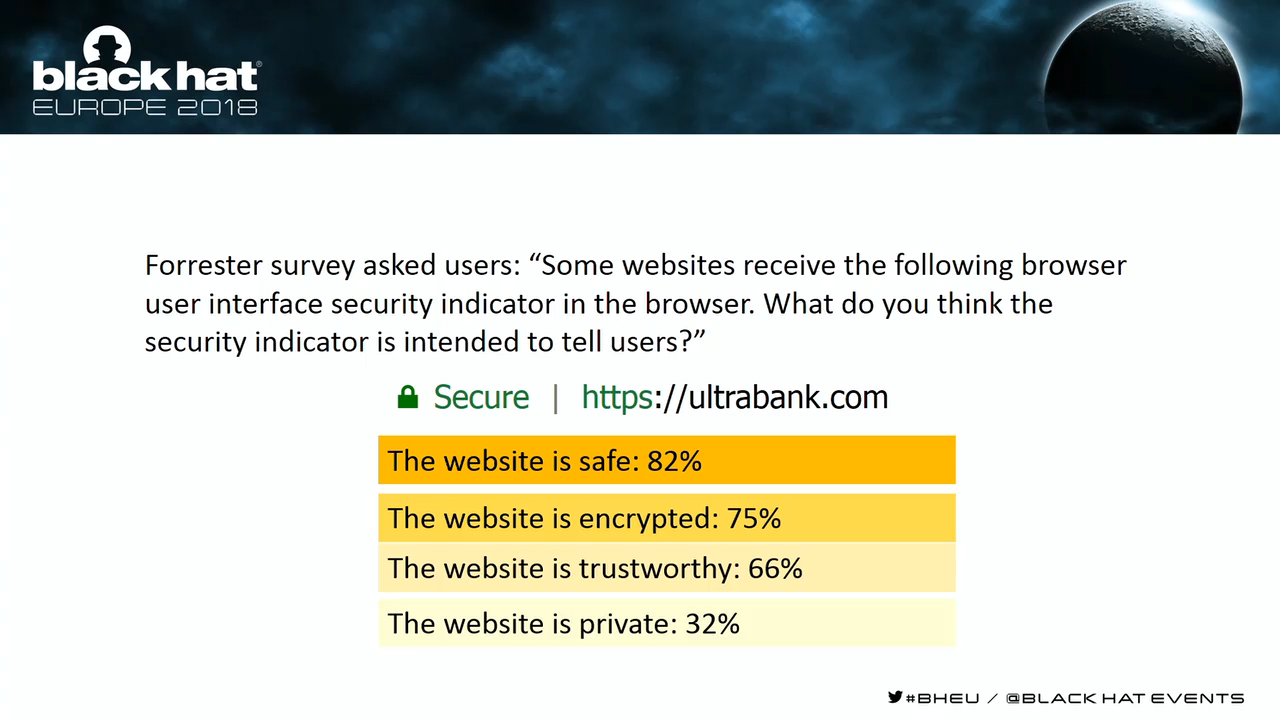 black hat®
EUROPE 2018
Forrester survey asked users: “Some websites receive the following browser
user interface security indicator in the browser. What do you think the
security indicator is intended to tell users?”
Secure | https://ultrabank.com
The website is safe: 82%
The website is encrypted: 75%
The website is trustworthy: 66%
The website is private: 32%
#BHEU / @BLACK HAT EVENTS